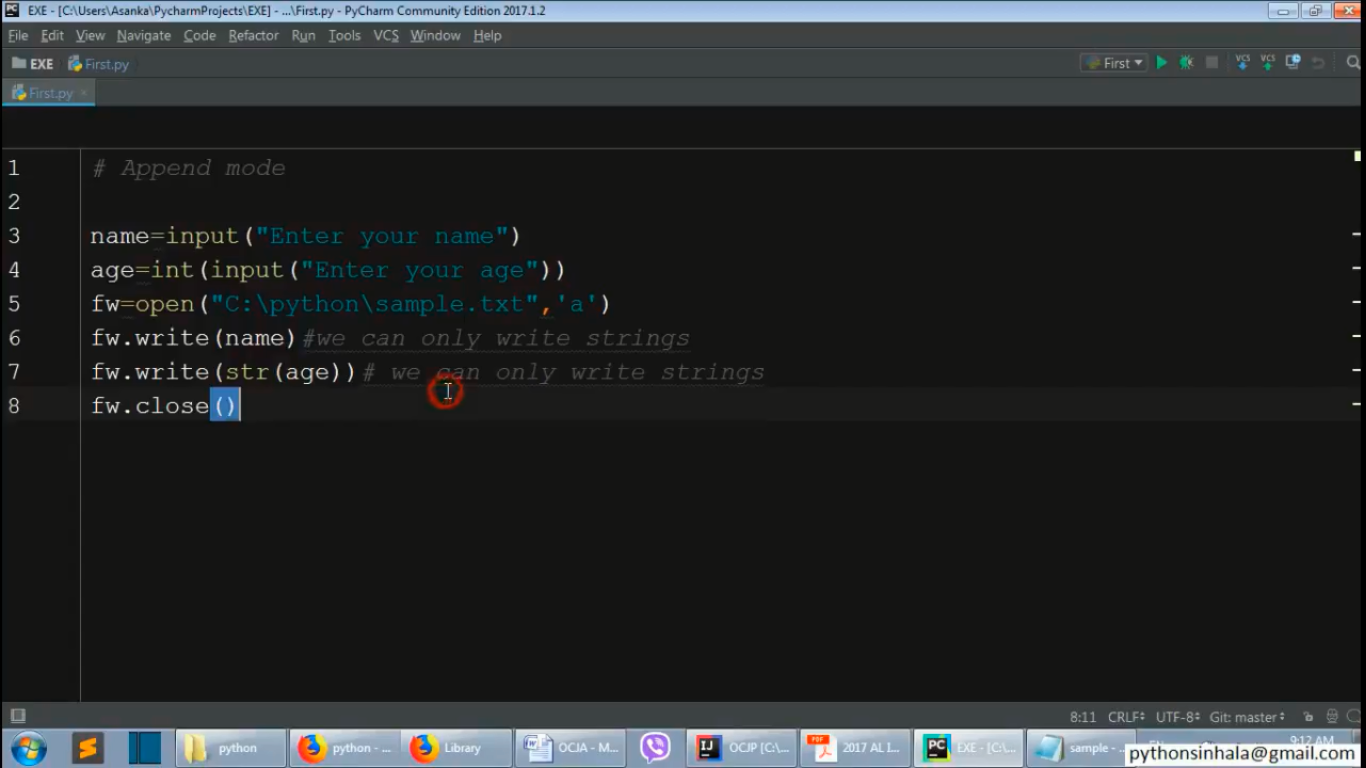 EXE - [C:\Users\Asanka\PycharmProjects\EXE] - ...\First.py - PyCharm Community Edition 2017.1.2
File Edit View Navigate Code Refactor Run Tools VCS Window Help
EXE First.py First VCS VCS
First.py
1 # Append mode
2
3 name=input("Enter your name")
4 age=int(input("Enter your age"))
5 fw=open("C:\python\sample.txt",'a')
6 fw.write(name)#we can only write strings
7 fw.write(str(age))# we can only write strings
8 fw.close()
8:11 CRLF UTF-8 Git: master
python python - ... Library OCJA - M... OCJP [C:\... 2017 AL I... EXE - [C:\... sample - ... 9:12 AM
pythonsinhala@gmail.com